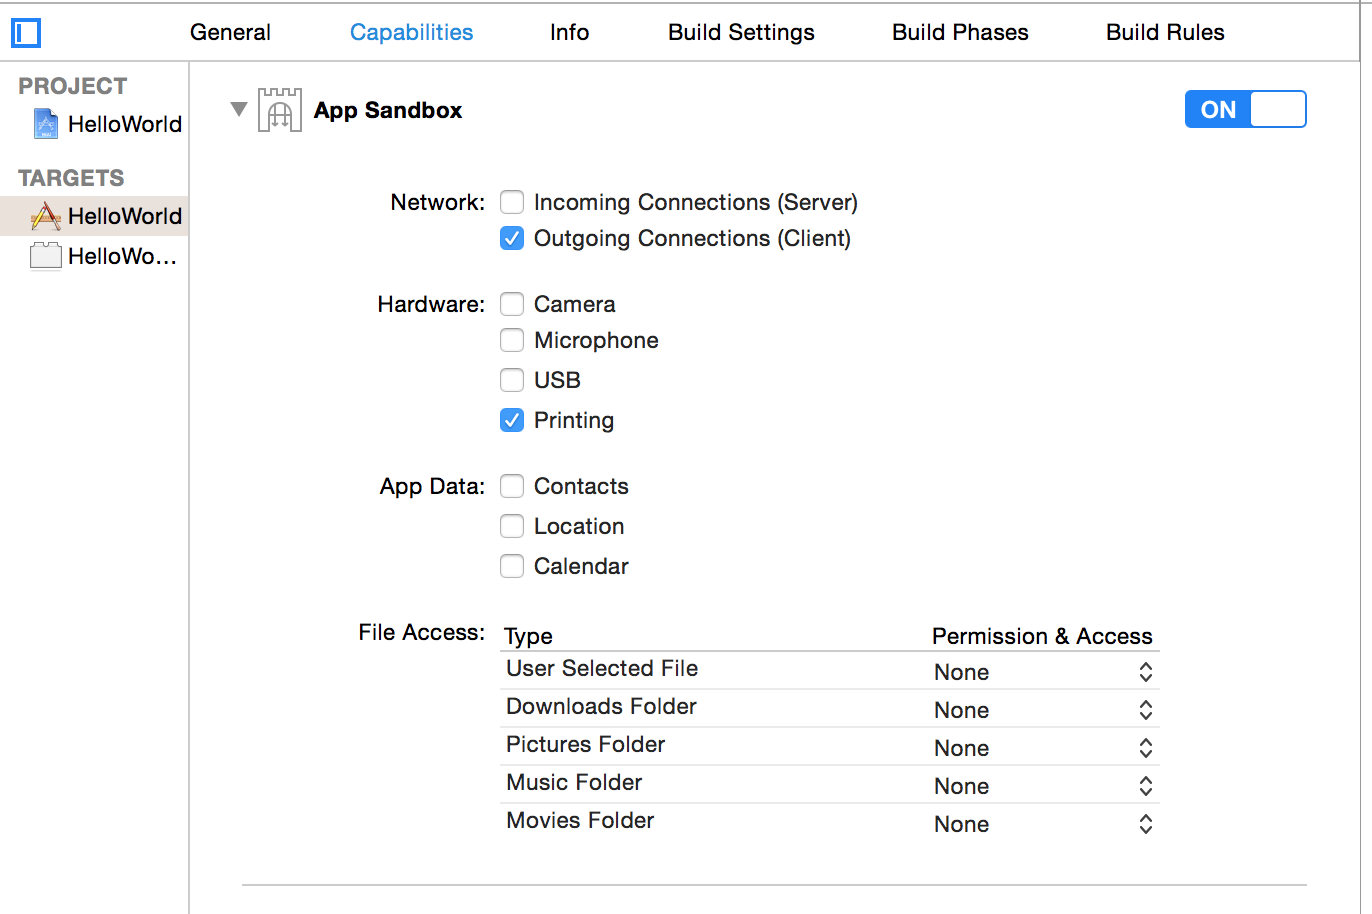 General Capabilities Info Build Settings Build Phases Build Rules
PROJECT
HelloWorld
TARGETS
HelloWorld
HelloWo...
App Sandbox
ON
Network: Incoming Connections (Server)
Outgoing Connections (Client)
Hardware: Camera
Microphone
USB
Printing
App Data: Contacts
Location
Calendar
File Access: Type Permission & Access
User Selected File None
Downloads Folder None
Pictures Folder None
Music Folder None
Movies Folder None